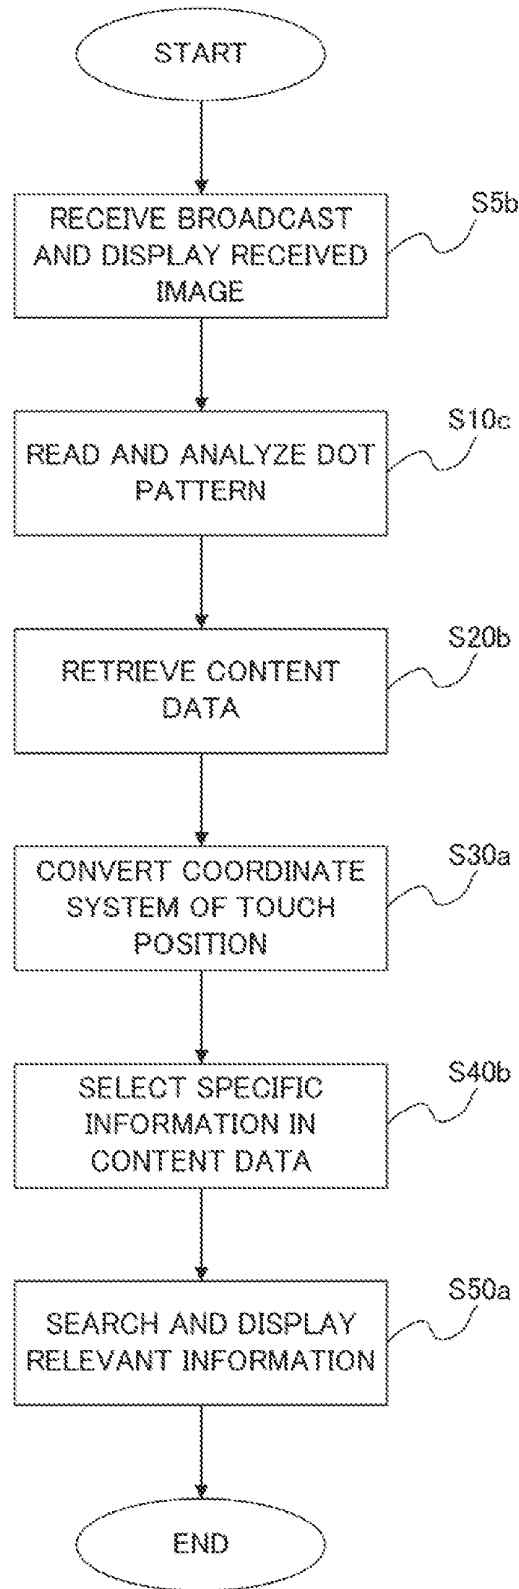 START
RECEIVE BROADCAST
AND DISPLAY RECEIVED
IMAGE
S5b
READ AND ANALYZE DOT
PATTERN
S10c
RETRIEVE CONTENT
DATA
S20b
CONVERT COORDINATE
SYSTEM OF TOUCH
POSITION
S30a
SELECT SPECIFIC
INFORMATION IN
CONTENT DATA
S40b
SEARCH AND DISPLAY
RELEVANT INFORMATION
S50a
END